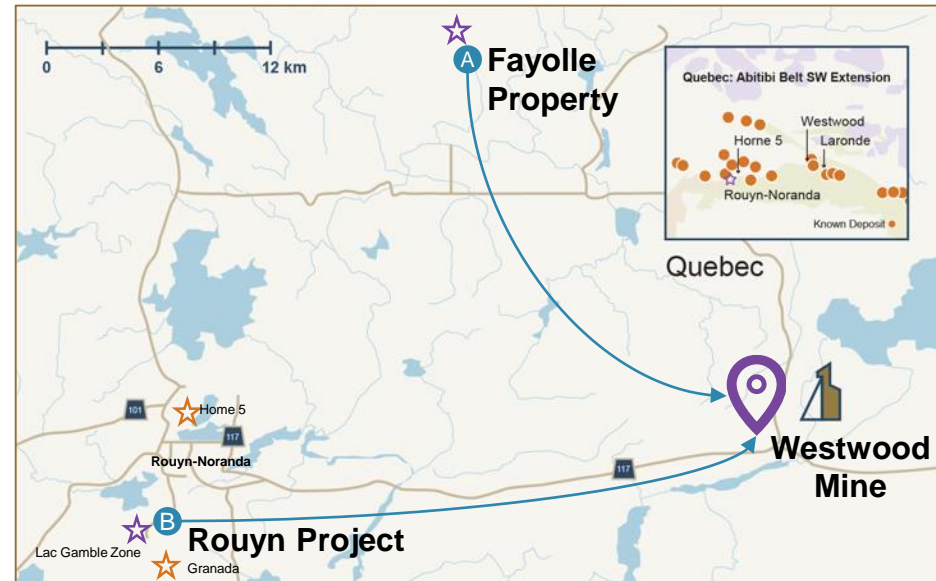 0
6
12 km
A
Fayolle
Property
Quebec: Abitibi Belt SW Extension
Westwood
Horne 5
Laronde
Rouyn-Noranda
Known Deposit
Quebec
101
Home 5
117
Rouyn-Noranda
117
Westwood
Mine
B
Rouyn Project
Lac Gamble Zone
Granada